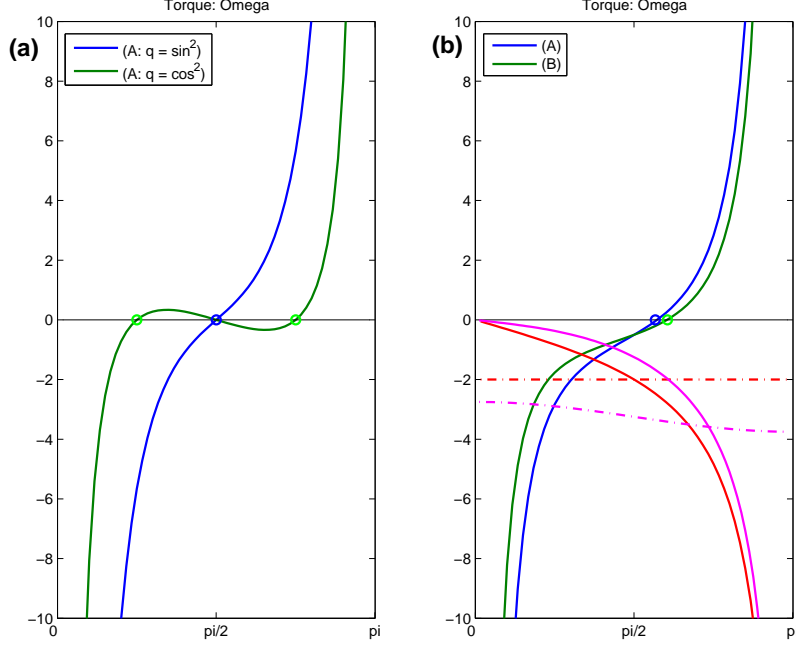 Torque: Omega
(a)
(A: q = sin²)
(A: q = cos²)
10
8
6
4
2
0
−2
−4
−6
−8
−10
0
pi/2
pi
Torque: Omega
(b)
(A)
(B)
10
8
6
4
2
0
−2
−4
−6
−8
−10
0
pi/2
p